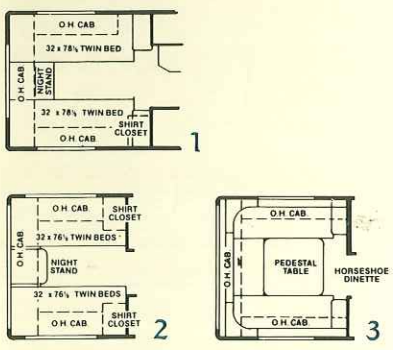 O.H. CAB
32 x 78½ TWIN BED
O.H. CAB
NIGHT
STAND
32 x 78½ TWIN BED
SHIRT
CLOSET
O.H. CAB
1
O.H. CAB
SHIRT
CLOSET
32 x 76½ TWIN BEDS
O.H. CAB
NIGHT
STAND
32 x 76½ TWIN BEDS
O.H. CAB
SHIRT
CLOSET
2
O.H. CAB
O.H. CAB
PEDESTAL
TABLE
HORSESHOE
DINETTE
O.H. CAB
3